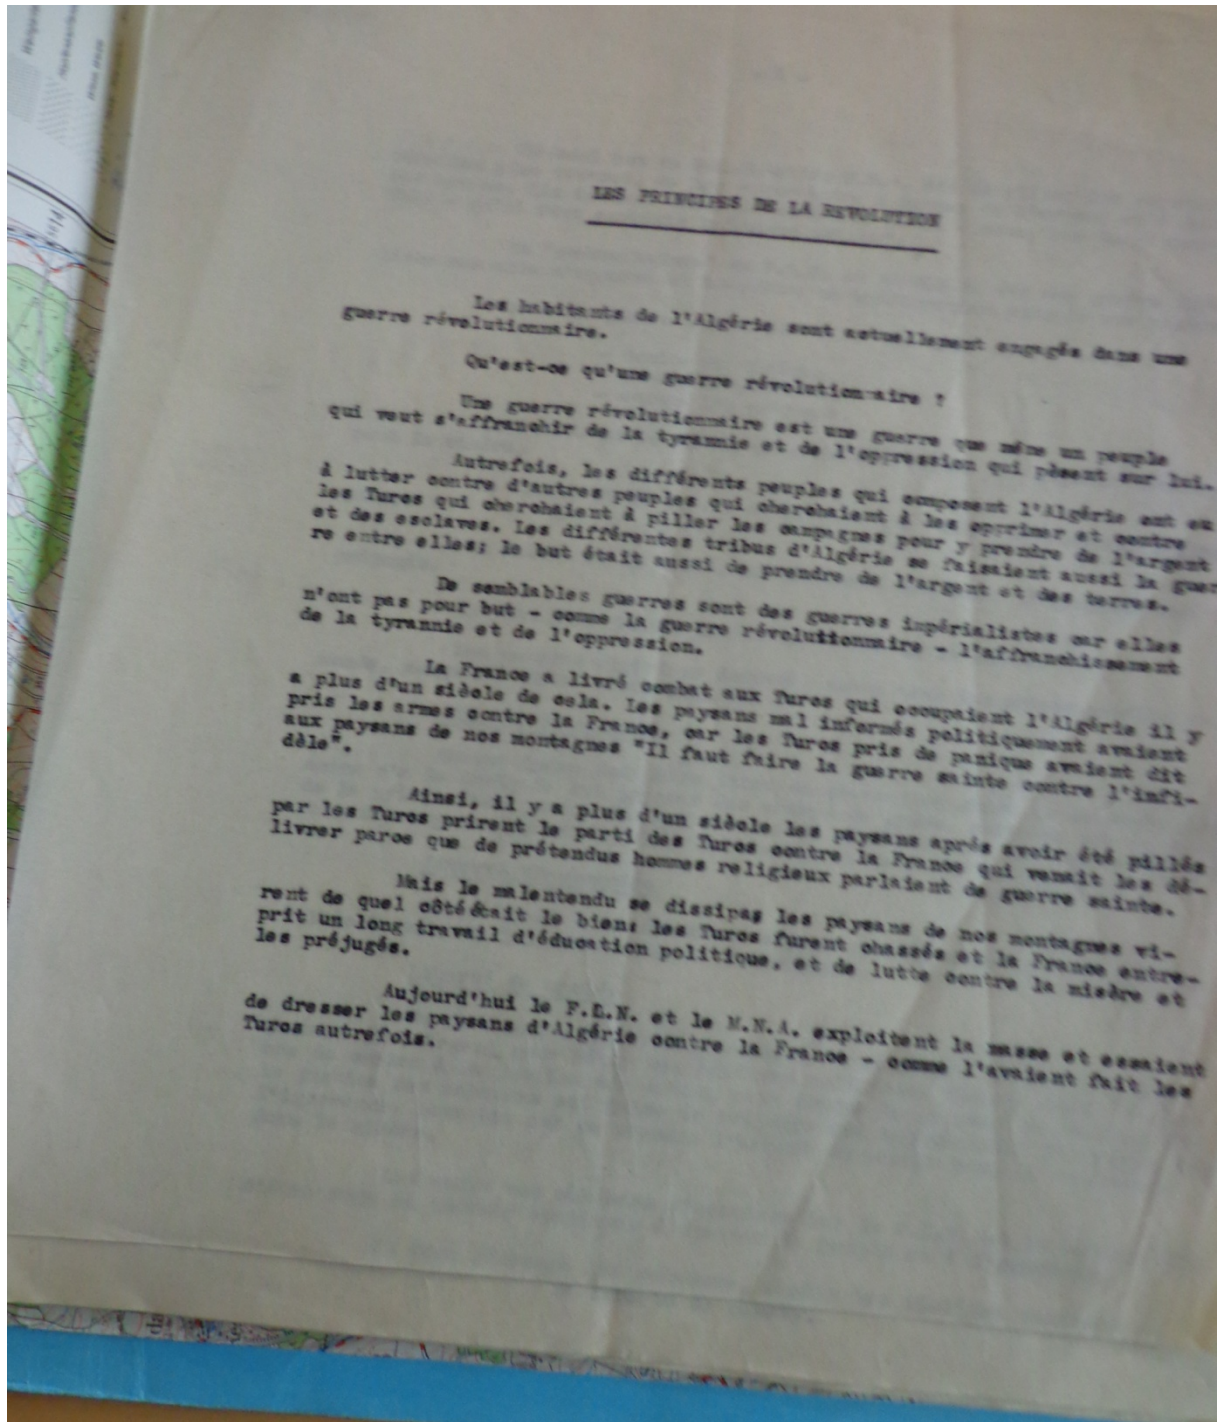 LES PRINCIPES DE LA REVOLUTION
Les habitants de l'Algérie sont actuellement engagés dans une
guerre révolutionnaire.
Qu'est-ce qu'une guerre révolutionnaire ?
Une guerre révolutionnaire est une guerre que mène un peuple
qui veut s'affranchir de la tyrannie et de l'oppression qui pèsent sur lui.
Autrefois, les différents peuples qui composent l'Algérie ont eu
à lutter contre d'autres peuples qui cherchaient à les opprimer et contre
les Turcs qui cherchaient à piller les campagnes pour y prendre de l'argent
et des esclaves. Les différentes tribus d'Algérie se faisaient aussi la guer
re entre elles; le but était aussi de prendre de l'argent et des terres.
De semblables guerres sont des guerres impérialistes car elles
n'ont pas pour but - comme la guerre révolutionnaire - l'affranchissement
de la tyrannie et de l'oppression.
La France a livré combat aux Turcs qui occupaient l'Algérie il y
a plus d'un siècle de cela. Les paysans mal informés politiquement avaient
pris les armes contre la France, car les Turcs pris de panique avaient dit
aux paysans de nos montagnes "Il faut faire la guerre sainte contre l'infi-
dèle".
Ainsi, il y a plus d'un siècle les paysans après avoir été pillés
par les Turcs prirent le parti des Turcs contre la France qui venait les dé-
livrer parce que de prétendus hommes religieux parlaient de guerre sainte.
Mais le malentendu se dissipa; les paysans de nos montagnes vi-
rent de quel côté était le bien: les Turcs furent chassés et la France entre-
prit un long travail d'éducation politique, et de lutte contre la misère et
les préjugés.
Aujourd'hui le F.L.N. et le M.N.A. exploitent la masse et essaient
de dresser les paysans d'Algérie contre la France - comme l'avaient fait les
Turcs autrefois.